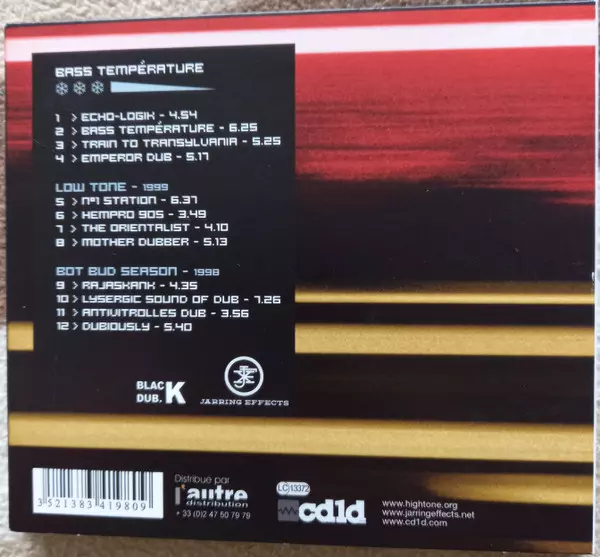 BASS TEMPÉRATURE
1 > ECHO-LOGIK - 4.54
2 > BASS TEMPÉRATURE - 6.25
3 > TRAIN TO TRANSYLVANIA - 5.25
4 > EMPEROR DUB - 5.17
LOW TONE - 1999
5 > N°1 STATION - 6.37
6 > HEMPRO 90S - 3.49
7 > THE ORIENTALIST - 4.10
8 > MOTHER DUBBER - 5.13
BOT BUD SEASON - 1998
9 > RAJASKANK - 4.35
10 > LYSERGIC SOUND OF DUB - 7.26
11 > ANTIVITROLLES DUB - 3.56
12 > DUBIOUSLY - 5.40
BLAC K
DUB.
JARRING EFFECTS
3 521383 419809
Distribué par
l'autre
distribution
+ 33 (0)2 47 50 79 79
LC 13372
cd1d
www.hightone.org
www.jarringeffects.net
www.cd1d.com